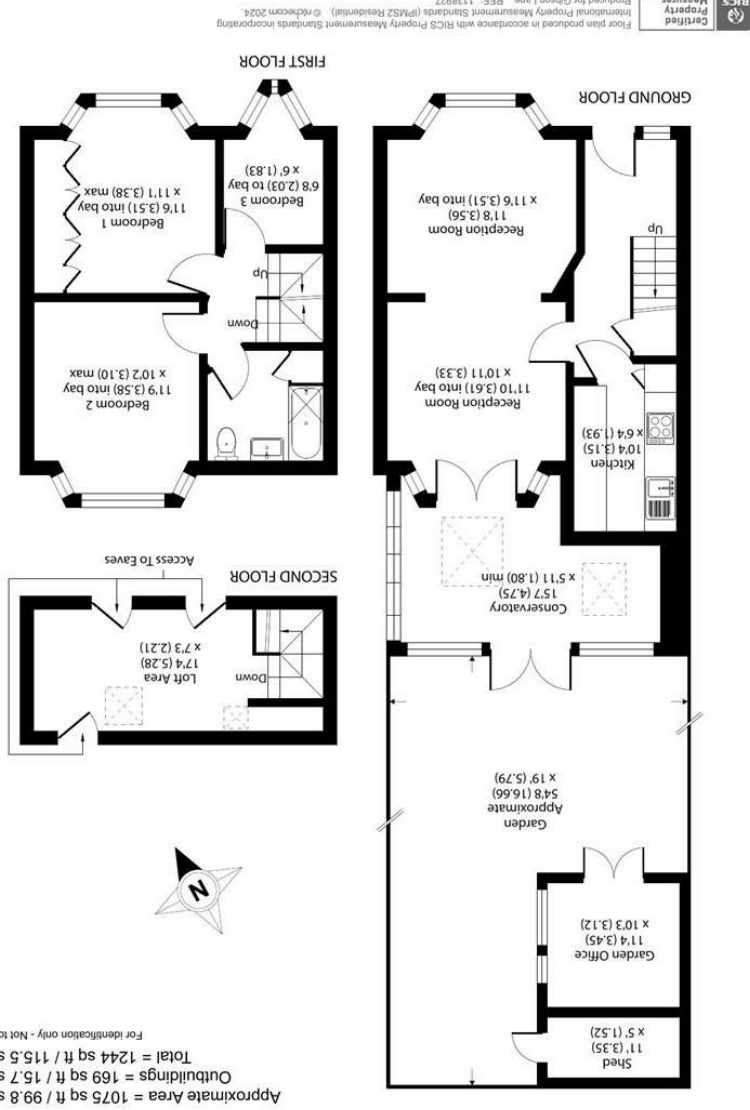 Approximate Area = 1075 sq ft / 99.8 s
Outbuildings = 169 sq ft / 15.7 s
Total = 1244 sq ft / 115.5 s
For identification only - Not to
Shed
11' (3.35)
x 5' (1.52)
Garden Office
11'4 (3.45)
x 10'3 (3.12)
Garden
Approximate
54'8 (16.66)
x 19' (5.79)
N
Conservatory
15'7 (4.75)
x 5'11 (1.80) min
Kitchen
10'4 (3.15)
x 6'4 (1.93)
Reception Room
11'10 (3.61) into bay
x 10'11 (3.33)
Up
Reception Room
11'8 (3.56)
x 11'6 (3.51) into bay
GROUND FLOOR
Down
Loft Area
17'4 (5.28)
x 7'3 (2.21)
SECOND FLOOR
Access To Eaves
Bedroom 2
11'9 (3.58) into bay
x 10'2 (3.10) max
Down
Up
Bedroom 3
6'8 (2.03) to bay
x 6' (1.83)
Bedroom 1
11'6 (3.51) into bay
x 11'1 (3.38) max
FIRST FLOOR
Certified
Property
Measurer
RICS
Floor plan produced in accordance with RICS Property Measurement Standards incorporating
International Property Measurement Standards (IPMS2 Residential). © nichecom 2024.
Produced for Gibson Lane. REF: 1138927